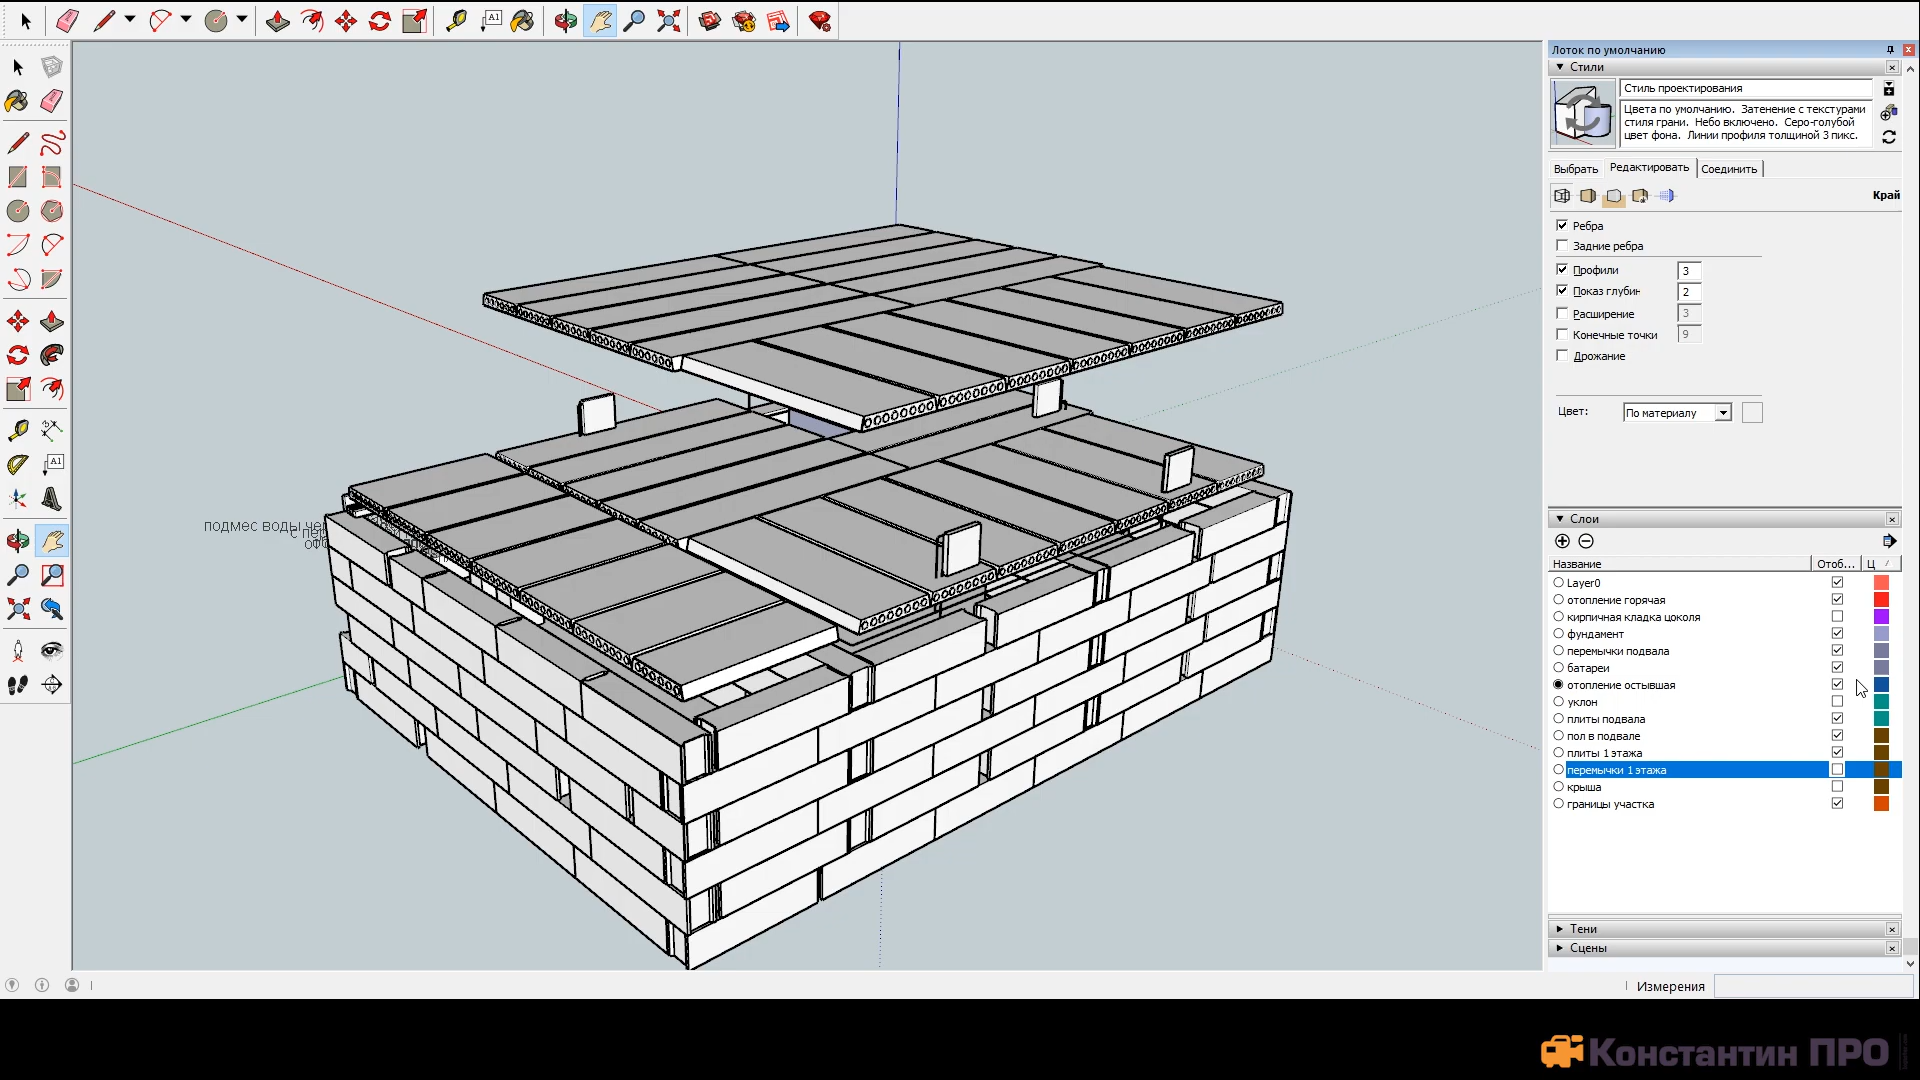 A1
Лоток по умолчанию
Стили
Стиль проектирования
Цвета по умолчанию. Затенение с текстурами
стиля грани. Небо включено. Серо-голубой
цвет фона. Линии профиля толщиной 3 пикс.
Выбрать Редактировать Соединить
Край
Ребра
Задние ребра
Профили 3
Показ глубин 2
Расширение 3
Конечные точки 9
Дрожание
Цвет: По материалу
A1
подмес воды
Слои
Название Отоб... Ц
Layer0
отопление горячая
кирпичная кладка цоколя
фундамент
перемычки подвала
батареи
отопление остывшая
уклон
плиты подвала
пол в подвале
плиты 1 этажа
перемычки 1 этажа
крыша
границы участка
Тени
Сцены
Измерения
Константин ПРО